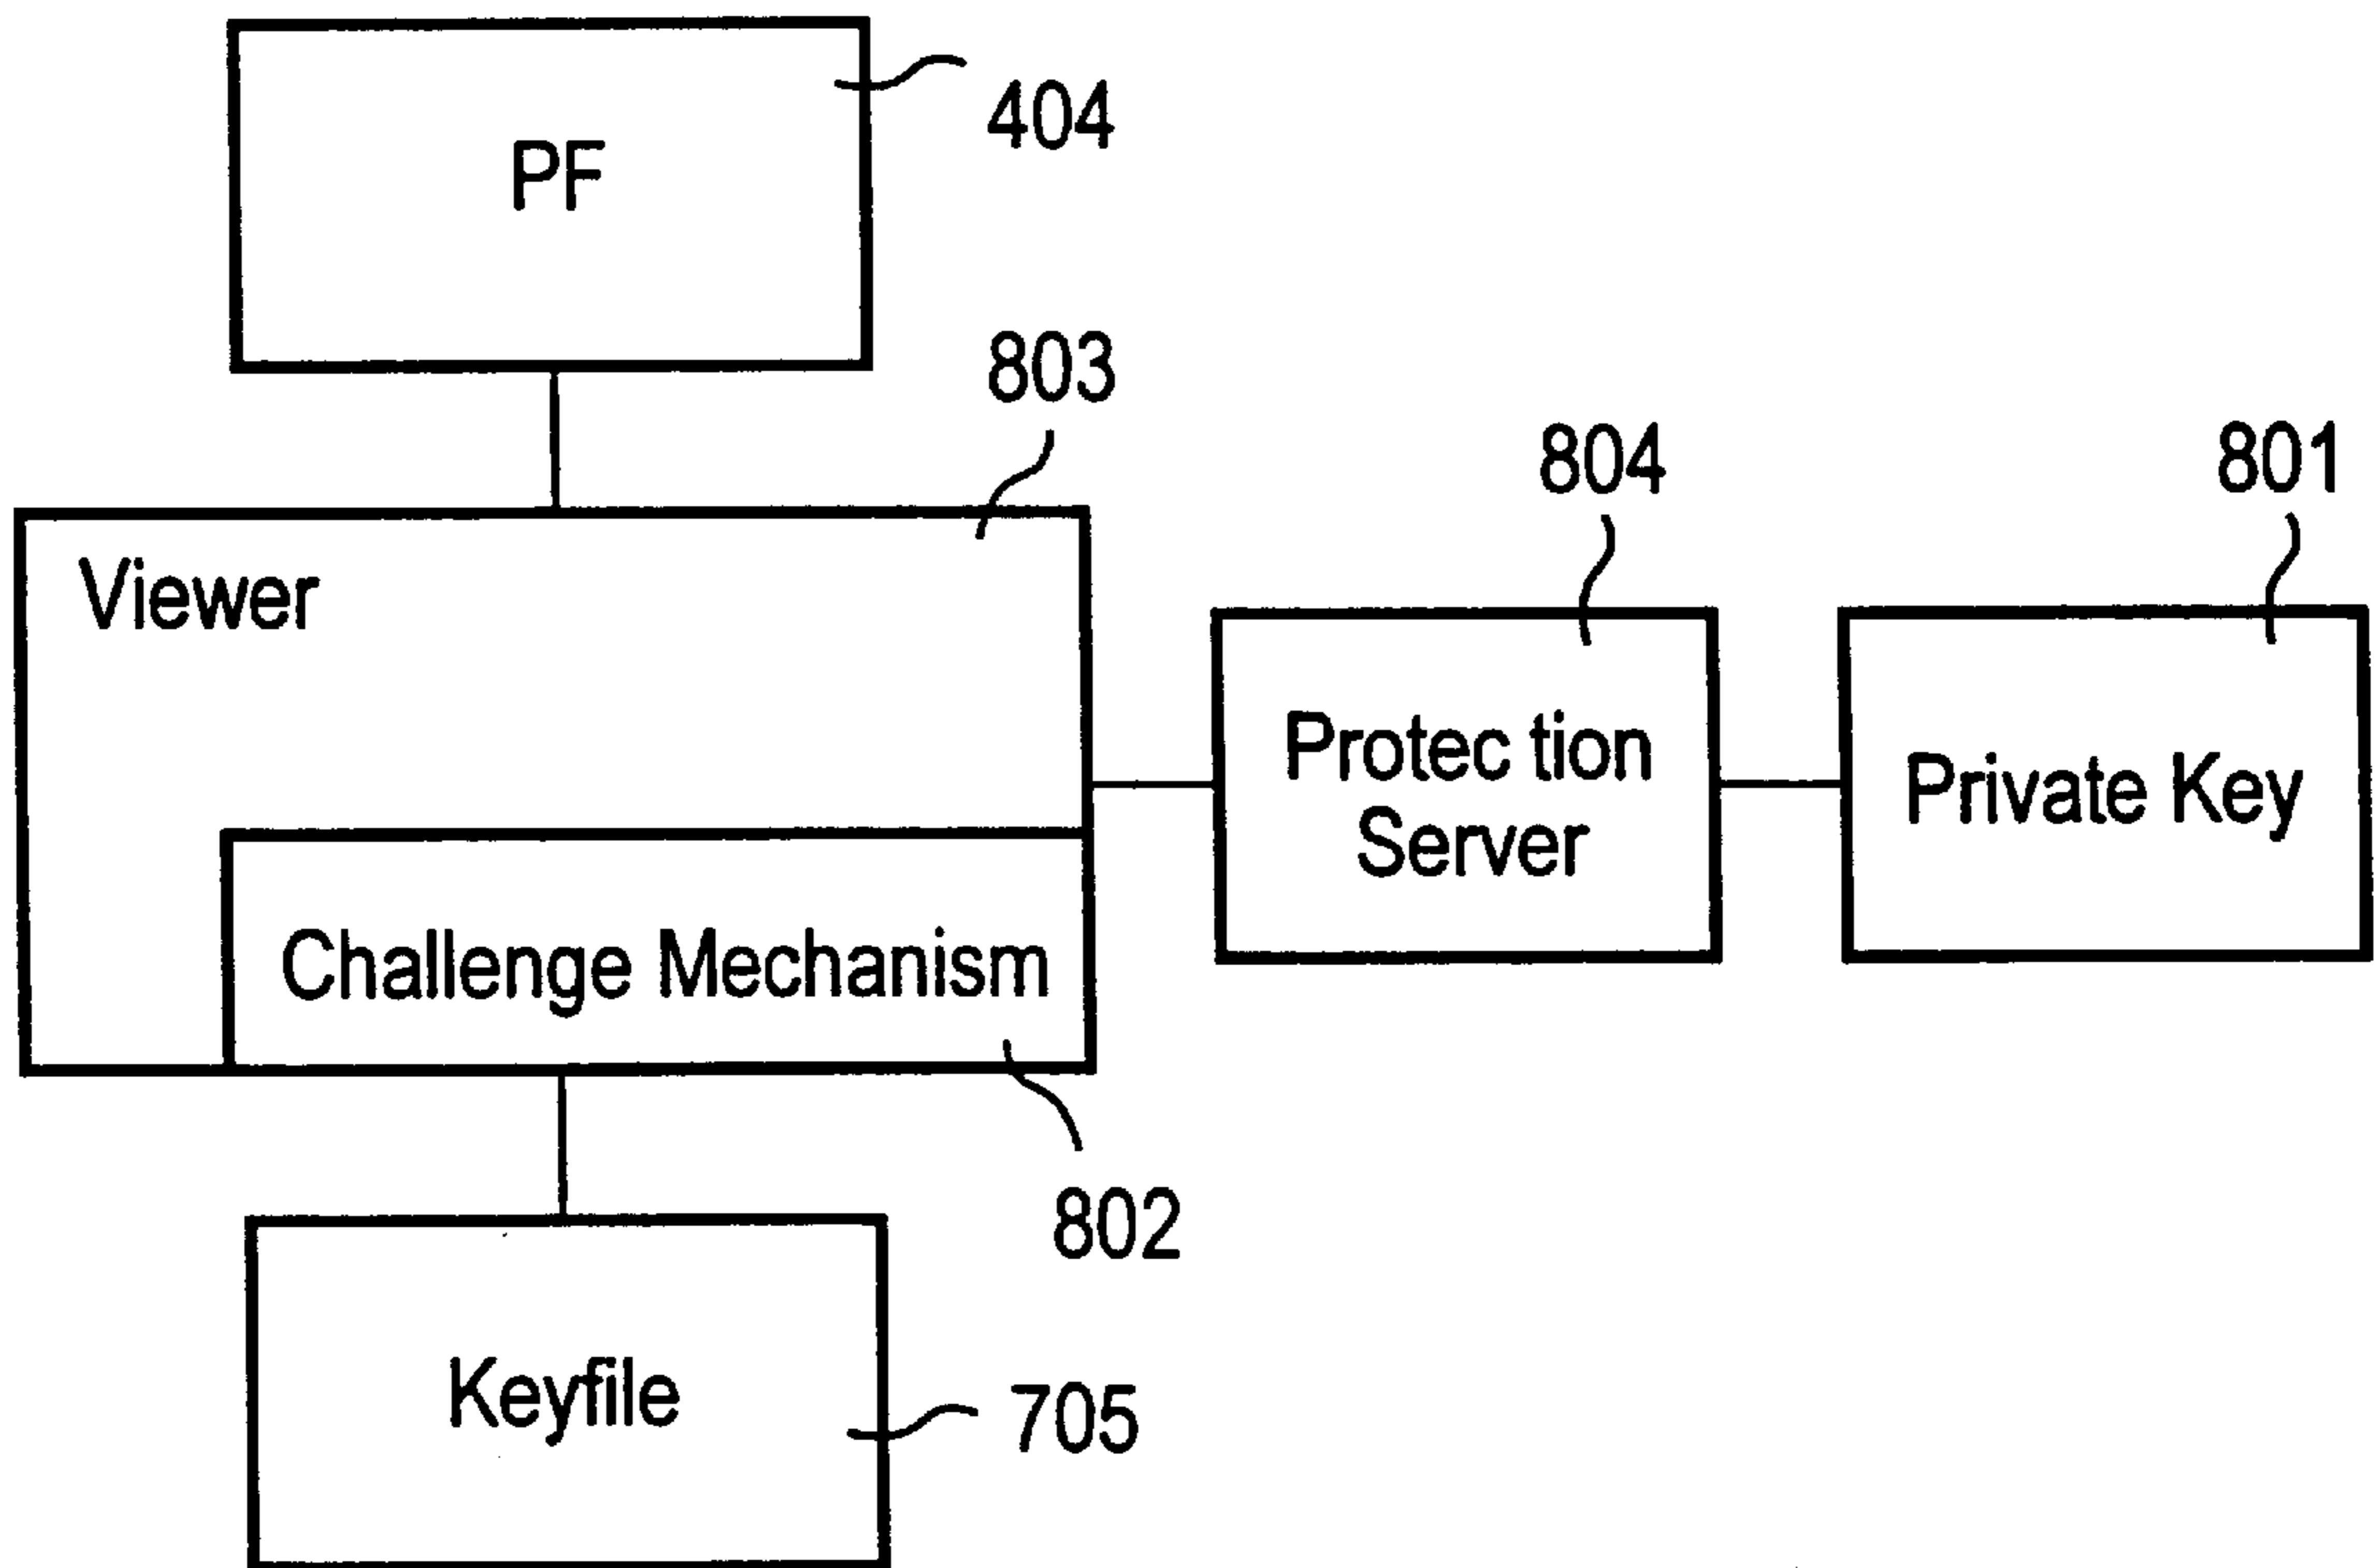 PF
404
803
Viewer
804
801
Protec tion
Server
Private Key
Challenge Mechanism
802
Keyfile
705